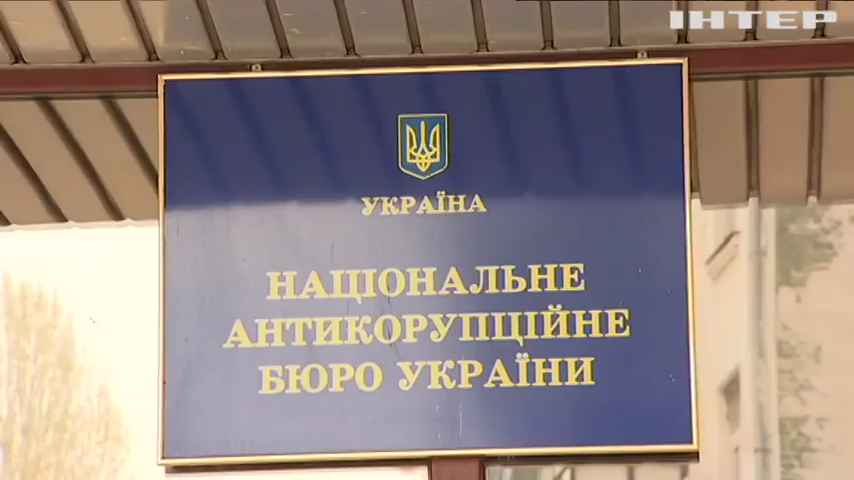 ІНТЕР
УКРАЇНА
НАЦІОНАЛЬНЕ
АНТИКОРУПЦІЙНЕ
БЮРО УКРАЇНИ